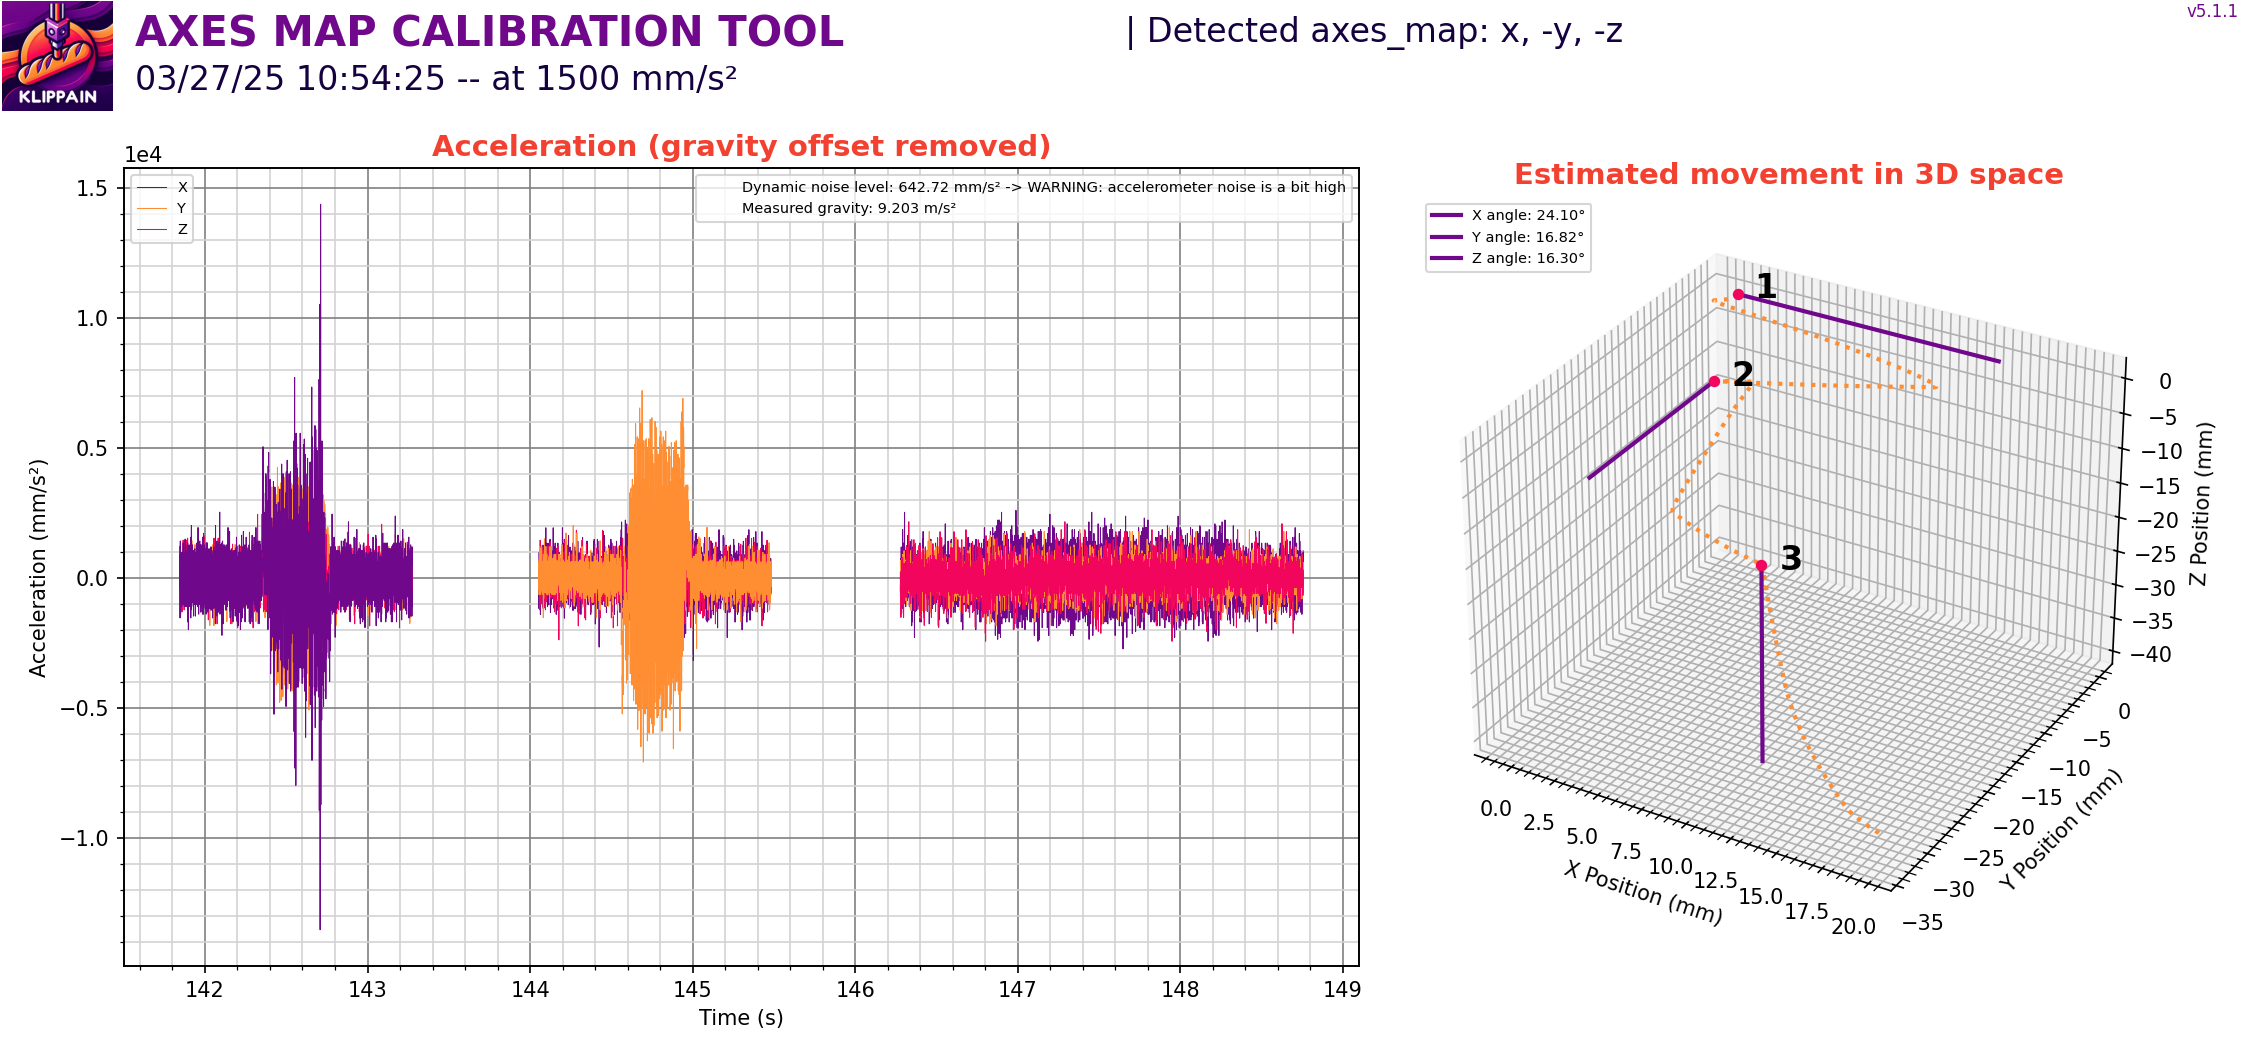 AXES MAP CALIBRATION TOOL
| Detected axes_map: x, -y, -z
v5.1.1
03/27/25 10:54:25 -- at 1500 mm/s²
KLIPPAIN
Acceleration (gravity offset removed)
1e4
X
Y
Z
Dynamic noise level: 642.72 mm/s² -> WARNING: accelerometer noise is a bit high
Measured gravity: 9.203 m/s²
1.5
1.0
0.5
0.0
−0.5
−1.0
Acceleration (mm/s²)
142
143
144
145
146
147
148
149
Time (s)
Estimated movement in 3D space
X angle: 24.10°
Y angle: 16.82°
Z angle: 16.30°
1
2
3
0
−5
−10
−15
−20
−25
−30
−35
−40
Z Position (mm)
0
−5
−10
−15
−20
−25
−30
−35
Y Position (mm)
0.0
2.5
5.0
7.5
10.0
12.5
15.0
17.5
20.0
X Position (mm)